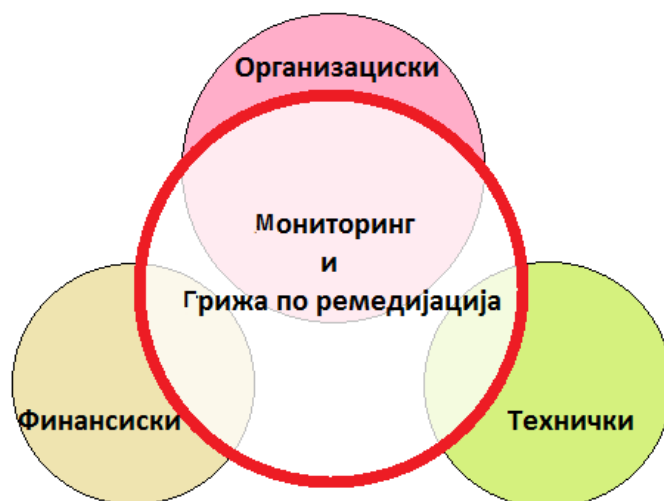 Организациски
Мониторинг
и
Грижа по ремедијација
Финансиски
Технички